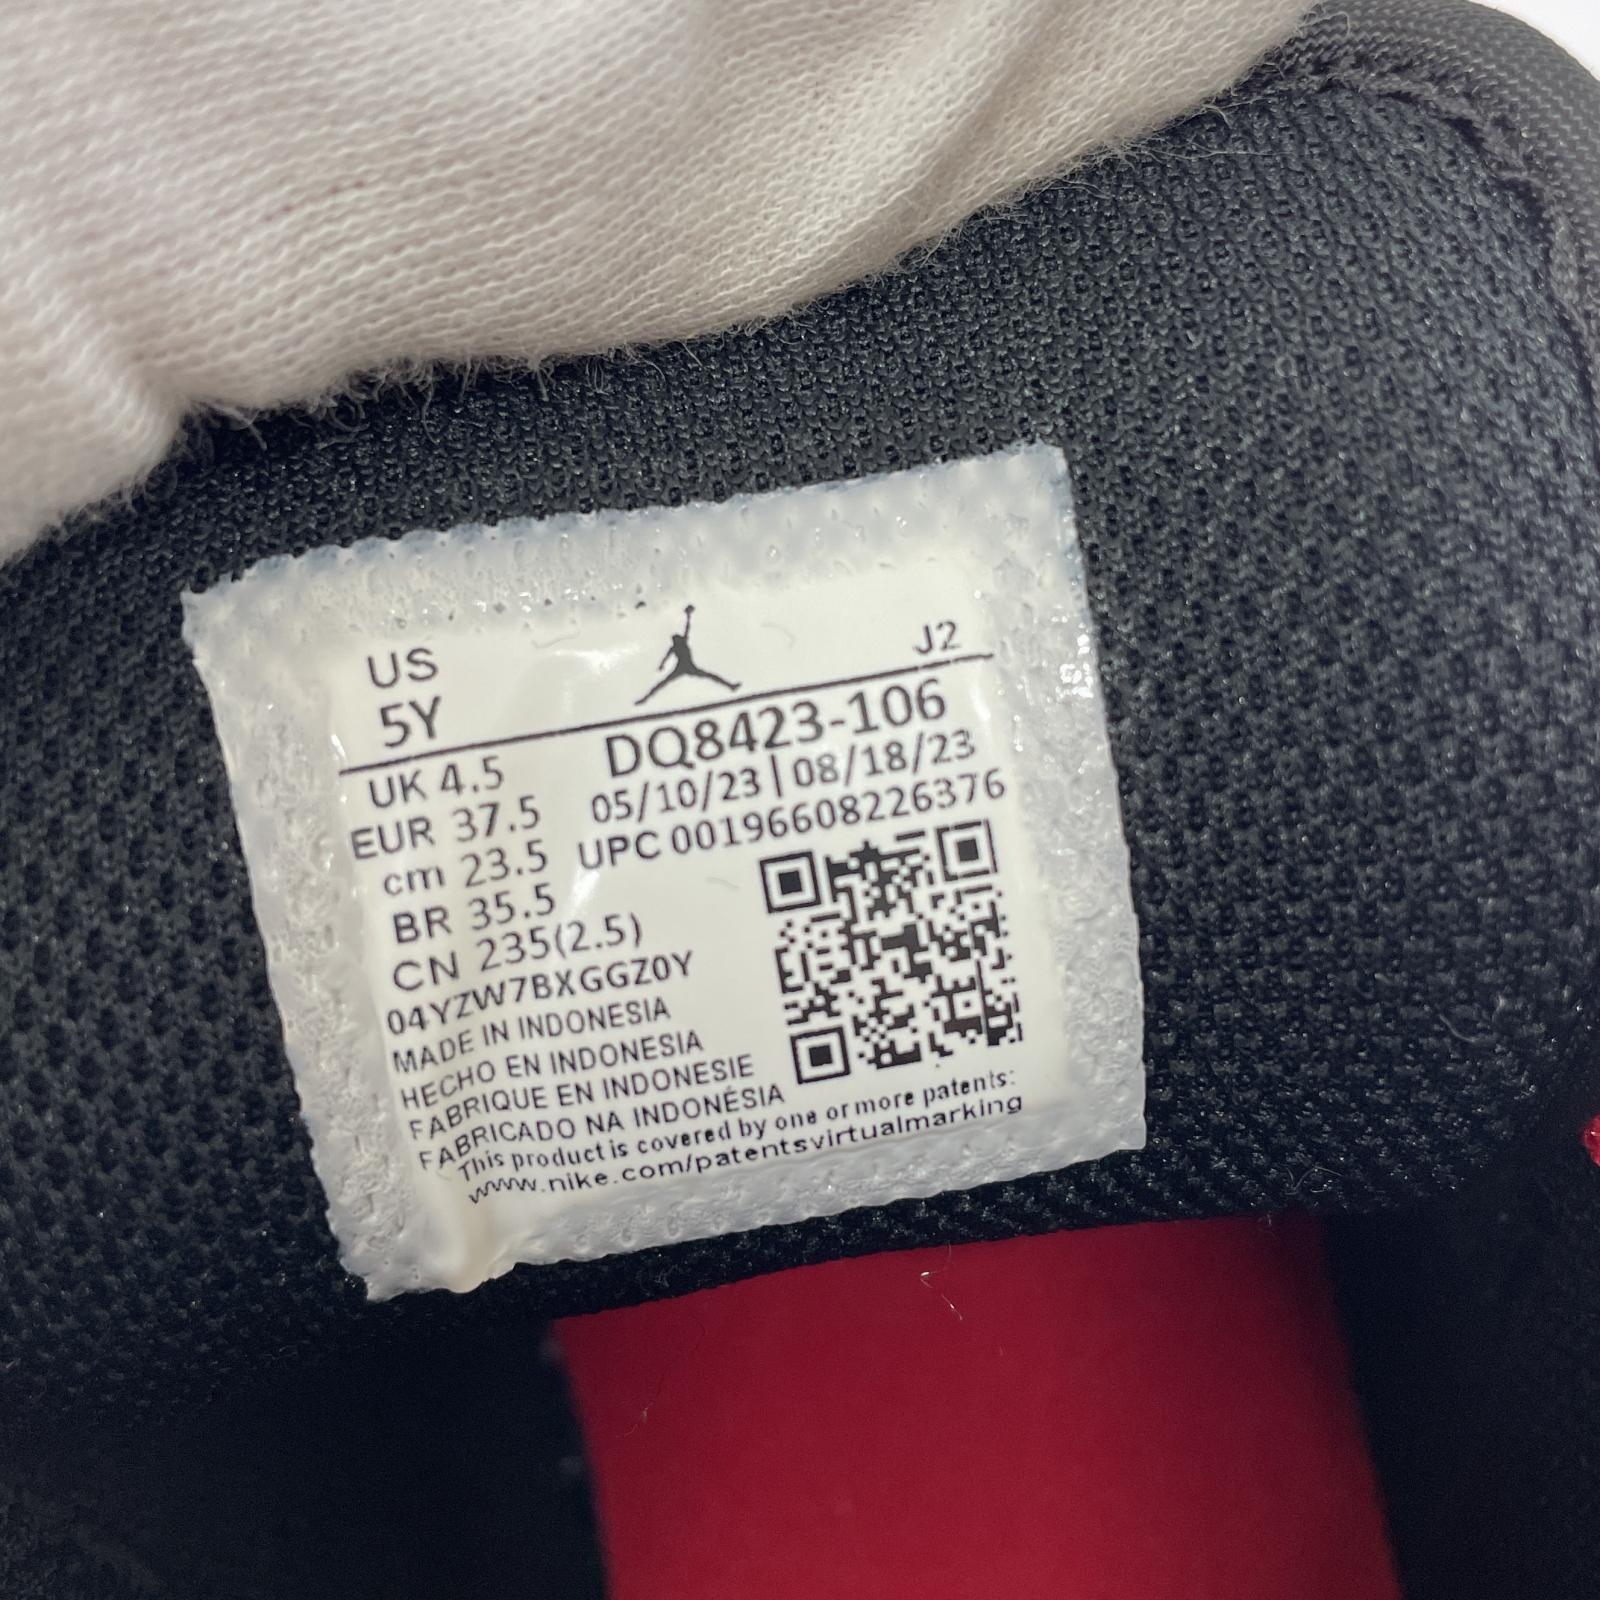 US
5Y
J2
UK 4.5
EUR 37.5
cm 23.5
BR 35.5
CN 235(2.5)
DQ8423-106
05/10/23 | 08/18/23
UPC 00196608226376
04YZW7BXGGZ0Y
MADE IN INDONESIA
HECHO EN INDONESIA
FABRIQUE EN INDONESIE
FABRICADO NA INDONÉSIA
This product is covered by one or more patents:
www.nike.com/patentsvirtualmarking